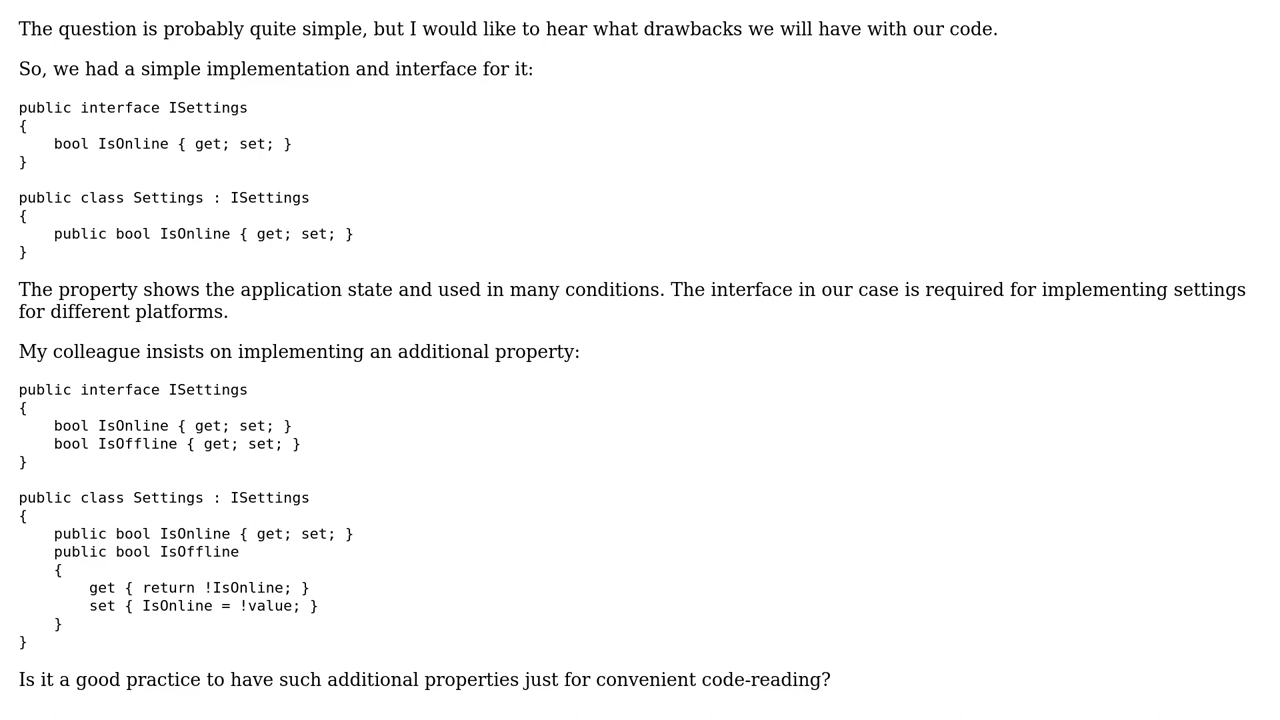 The question is probably quite simple, but I would like to hear what drawbacks we will have with our code.
So, we had a simple implementation and interface for it:
public interface ISettings
{
    bool IsOnline { get; set; }
}
public class Settings : ISettings
{
    public bool IsOnline { get; set; }
}
The property shows the application state and used in many conditions. The interface in our case is required for implementing settings
for different platforms.
My colleague insists on implementing an additional property:
public interface ISettings
{
    bool IsOnline { get; set; }
    bool IsOffline { get; set; }
}
public class Settings : ISettings
{
    public bool IsOnline { get; set; }
    public bool IsOffline
    {
        get { return !IsOnline; }
        set { IsOnline = !value; }
    }
}
Is it a good practice to have such additional properties just for convenient code-reading?